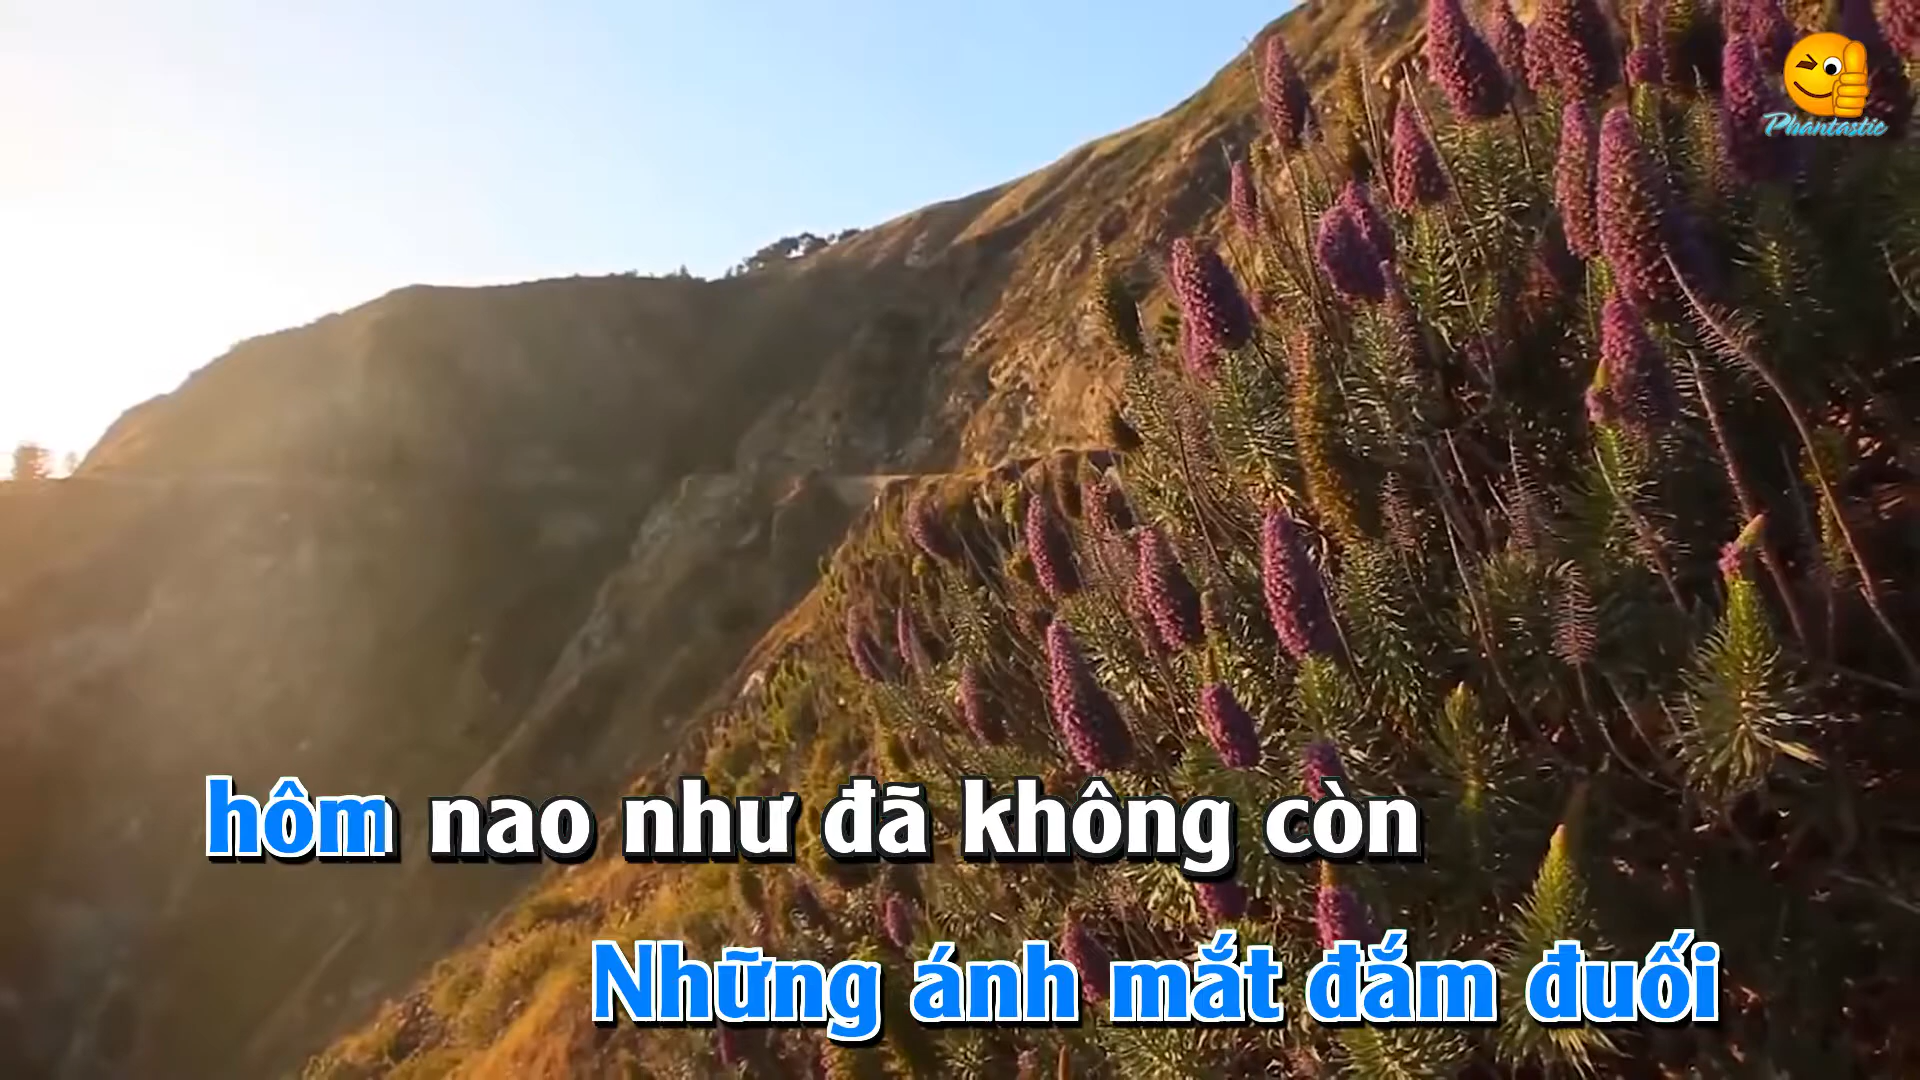 Phantastic
hôm nao như đã không còn
Những ánh mắt đắm đuối